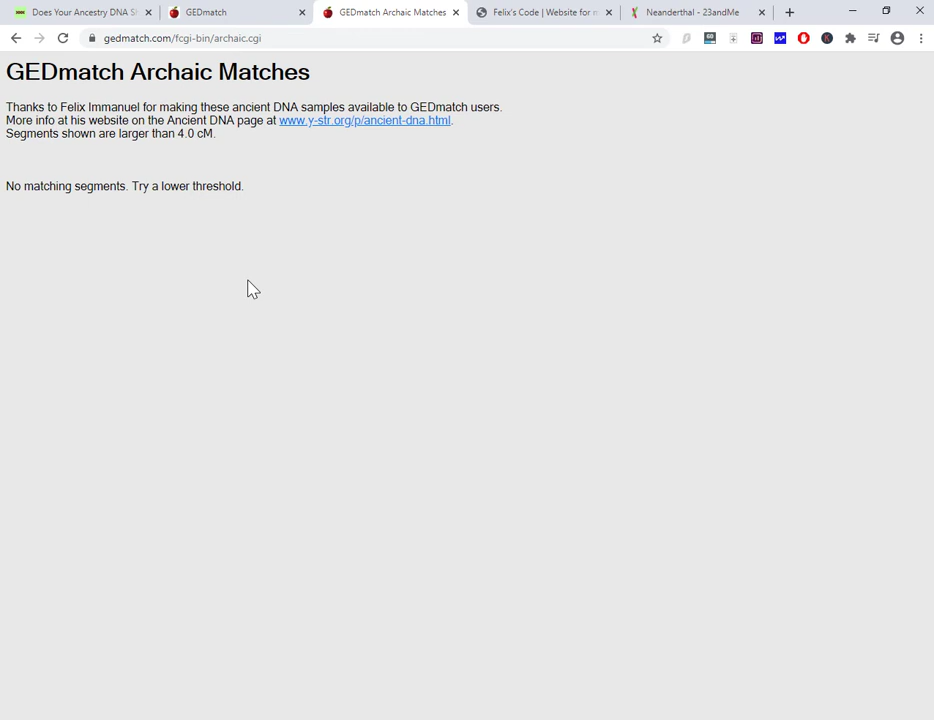 Does Your Ancestry DNA S
GEDmatch
GEDmatch Archaic Matches
Felix's Code | Website for m
Neanderthal - 23andMe
gedmatch.com/fcgi-bin/archaic.cgi
GEDmatch Archaic Matches
Thanks to Felix Immanuel for making these ancient DNA samples available to GEDmatch users.
More info at his website on the Ancient DNA page at www.y-str.org/p/ancient-dna.html.
Segments shown are larger than 4.0 cM.
No matching segments. Try a lower threshold.